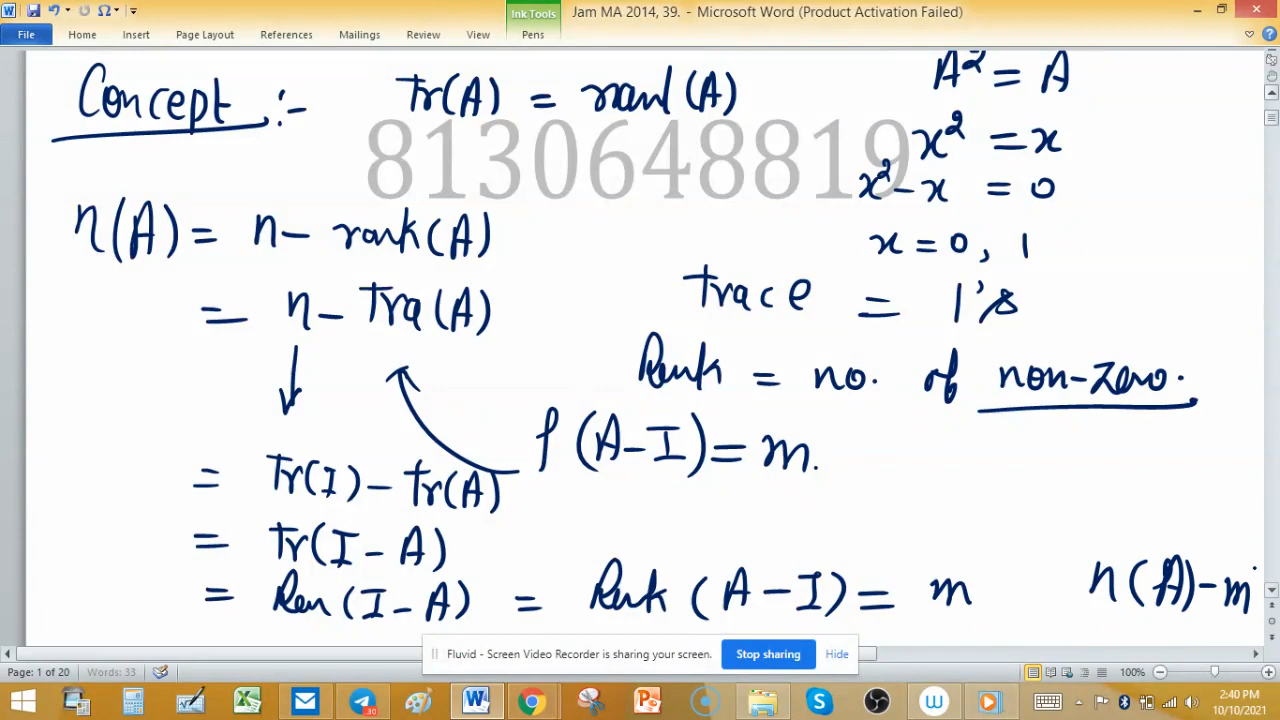 Ink Tools
Jam MA 2014, 39. - Microsoft Word (Product Activation Failed)
File Home Insert Page Layout References Mailings Review View Pens
Concept :- Tr(A) = rank(A)
A² = A
8130648819
x² = x
x² - x = 0
x = 0, 1
η(A) = n - rank(A)
= n - Tra(A)
Trace = 1's
Rank = no. of non-zero.
ρ(A-I) = m.
= Tr(I) - Tr(A)
= Tr(I - A)
= Ran(I - A) = Rank (A - I) = m
η(A) - m
Fluvid - Screen Video Recorder is sharing your screen. Stop sharing Hide
Page: 1 of 20 Words: 33 100%
30
2:40 PM
10/10/2021